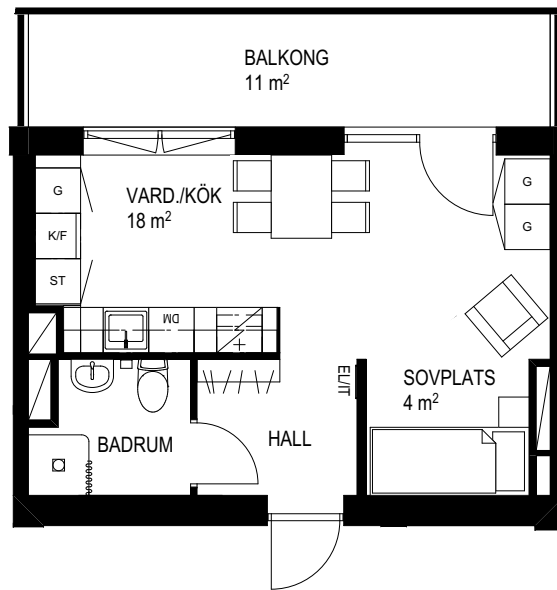 BALKONG
11 m²
VARD./KÖK
18 m²
G
G
K/F
G
ST
DM
EL/IT
SOVPLATS
4 m²
BADRUM
HALL